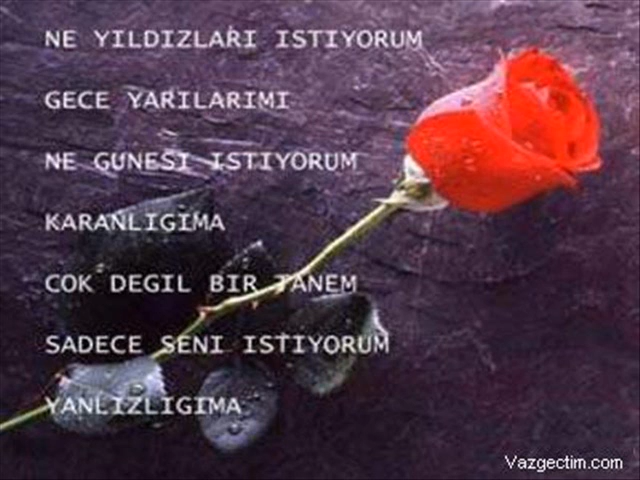 NE YILDIZLARI ISTIYORUM
GECE YARILARIMI
NE GUNESI ISTIYORUM
KARANLIGIMA
COK DEGIL BIR TANEM
SADECE SENI ISTIYORUM
YANLIZLIGIMA
Vazgectim.com